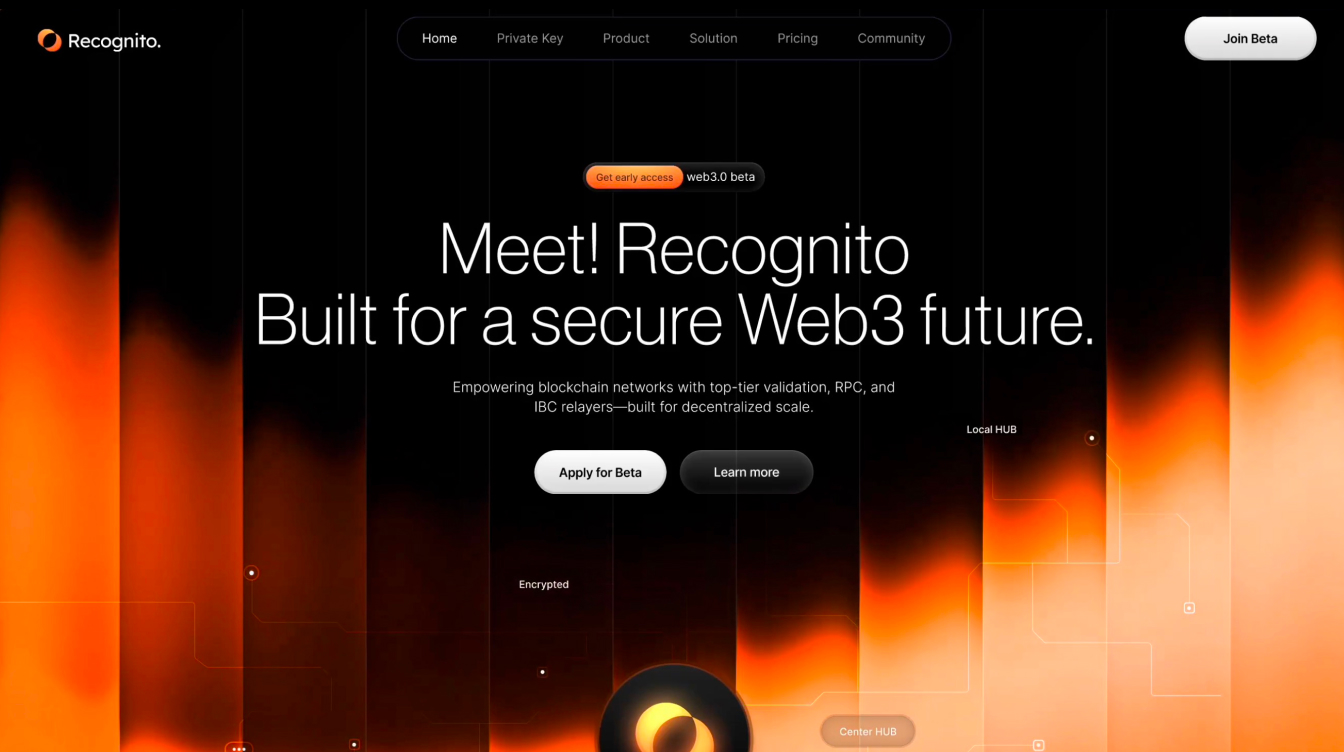 Recognito.
Home
Private Key
Product
Solution
Pricing
Community
Join Beta
Get early access web3.0 beta
Meet! Recognito
Built for a secure Web3 future.
Empowering blockchain networks with top-tier validation, RPC, and
IBC relayers—built for decentralized scale.
Local HUB
Apply for Beta
Learn more
Encrypted
Center HUB